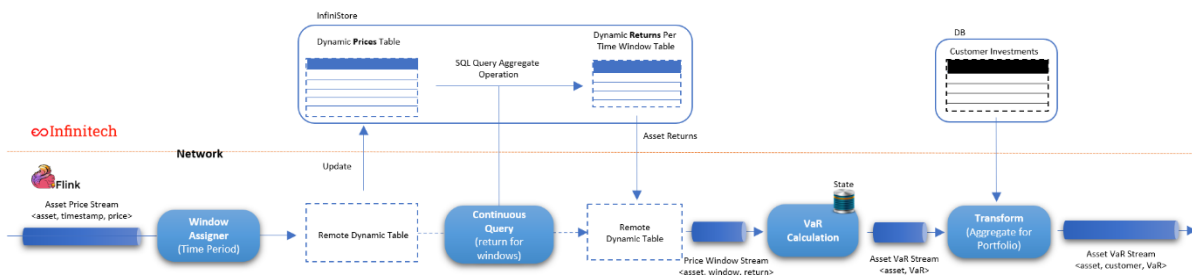 InfiniStore
Dynamic Prices Table
Dynamic Returns Per
Time Window Table
SQL Query Aggregate
Operation
DB
Customer Investments
∞Infinitech
Asset Returns
Network
Update
Flink
State
Asset Price Stream
<asset, timestamp, price>
Window
Assigner
(Time Period)
Remote Dynamic Table
Continuous
Query
(return for
windows)
Remote
Dynamic Table
Price Window Stream
<asset, window, return>
VaR
Calculation
Asset VaR Stream
<asset, VaR>
Transform
(Aggregate for
Portfolio)
Asset VaR Stream
<asset, customer, VaR>